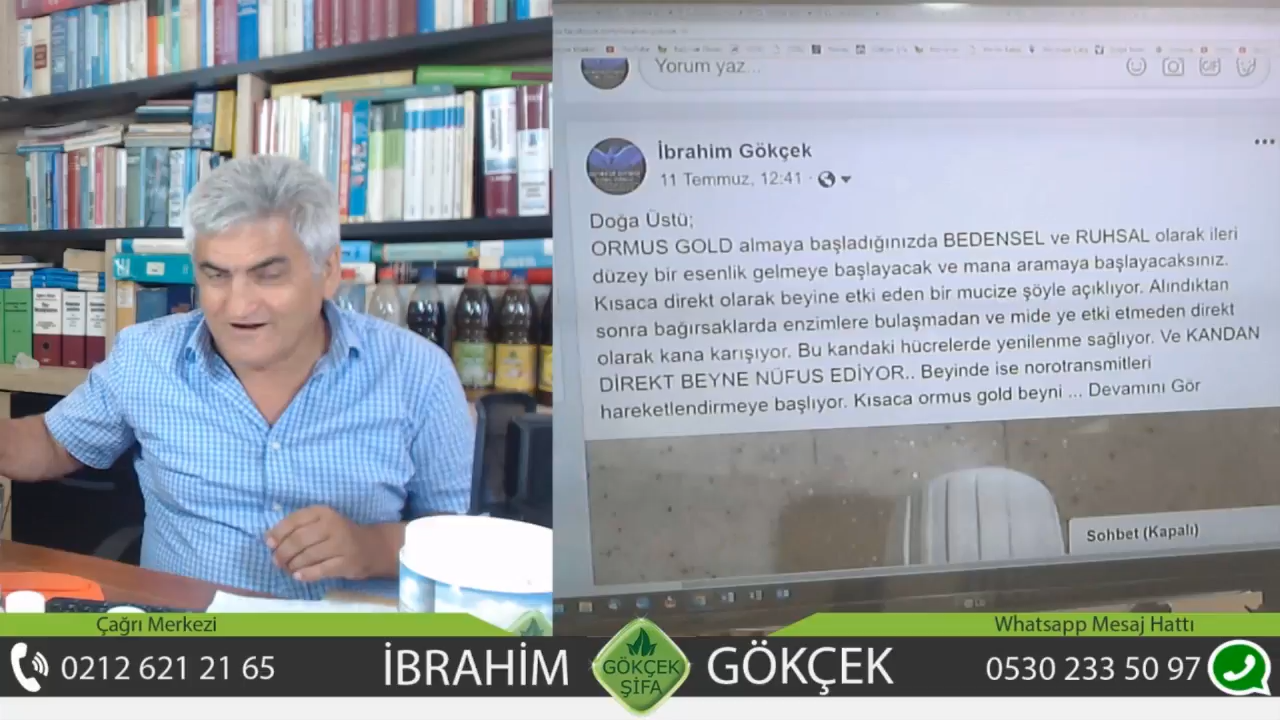 Yorum yaz...
İbrahim Gökçek
11 Temmuz, 12:41
Doğa Üstü;
ORMUS GOLD almaya başladığınızda BEDENSEL ve RUHSAL olarak ileri
düzey bir esenlik gelmeye başlayacak ve mana aramaya başlayacaksınız.
Kısaca direkt olarak beyine etki eden bir mucize şöyle açıklıyor. Alındıktan
sonra bağırsaklarda enzimlere bulaşmadan ve mide ye etki etmeden direkt
olarak kana karışıyor. Bu kandaki hücrelerde yenilenme sağlıyor. Ve KANDAN
DİREKT BEYNE NÜFUS EDİYOR.. Beyinde ise norotransmitleri
hareketlendirmeye başlıyor. Kısaca ormus gold beyni ... Devamını Gör
Sohbet (Kapalı)
Çağrı Merkezi
Whatsapp Mesaj Hattı
0212 621 21 65
İBRAHİM
GÖKÇEK
ŞİFA
GÖKÇEK
0530 233 50 97